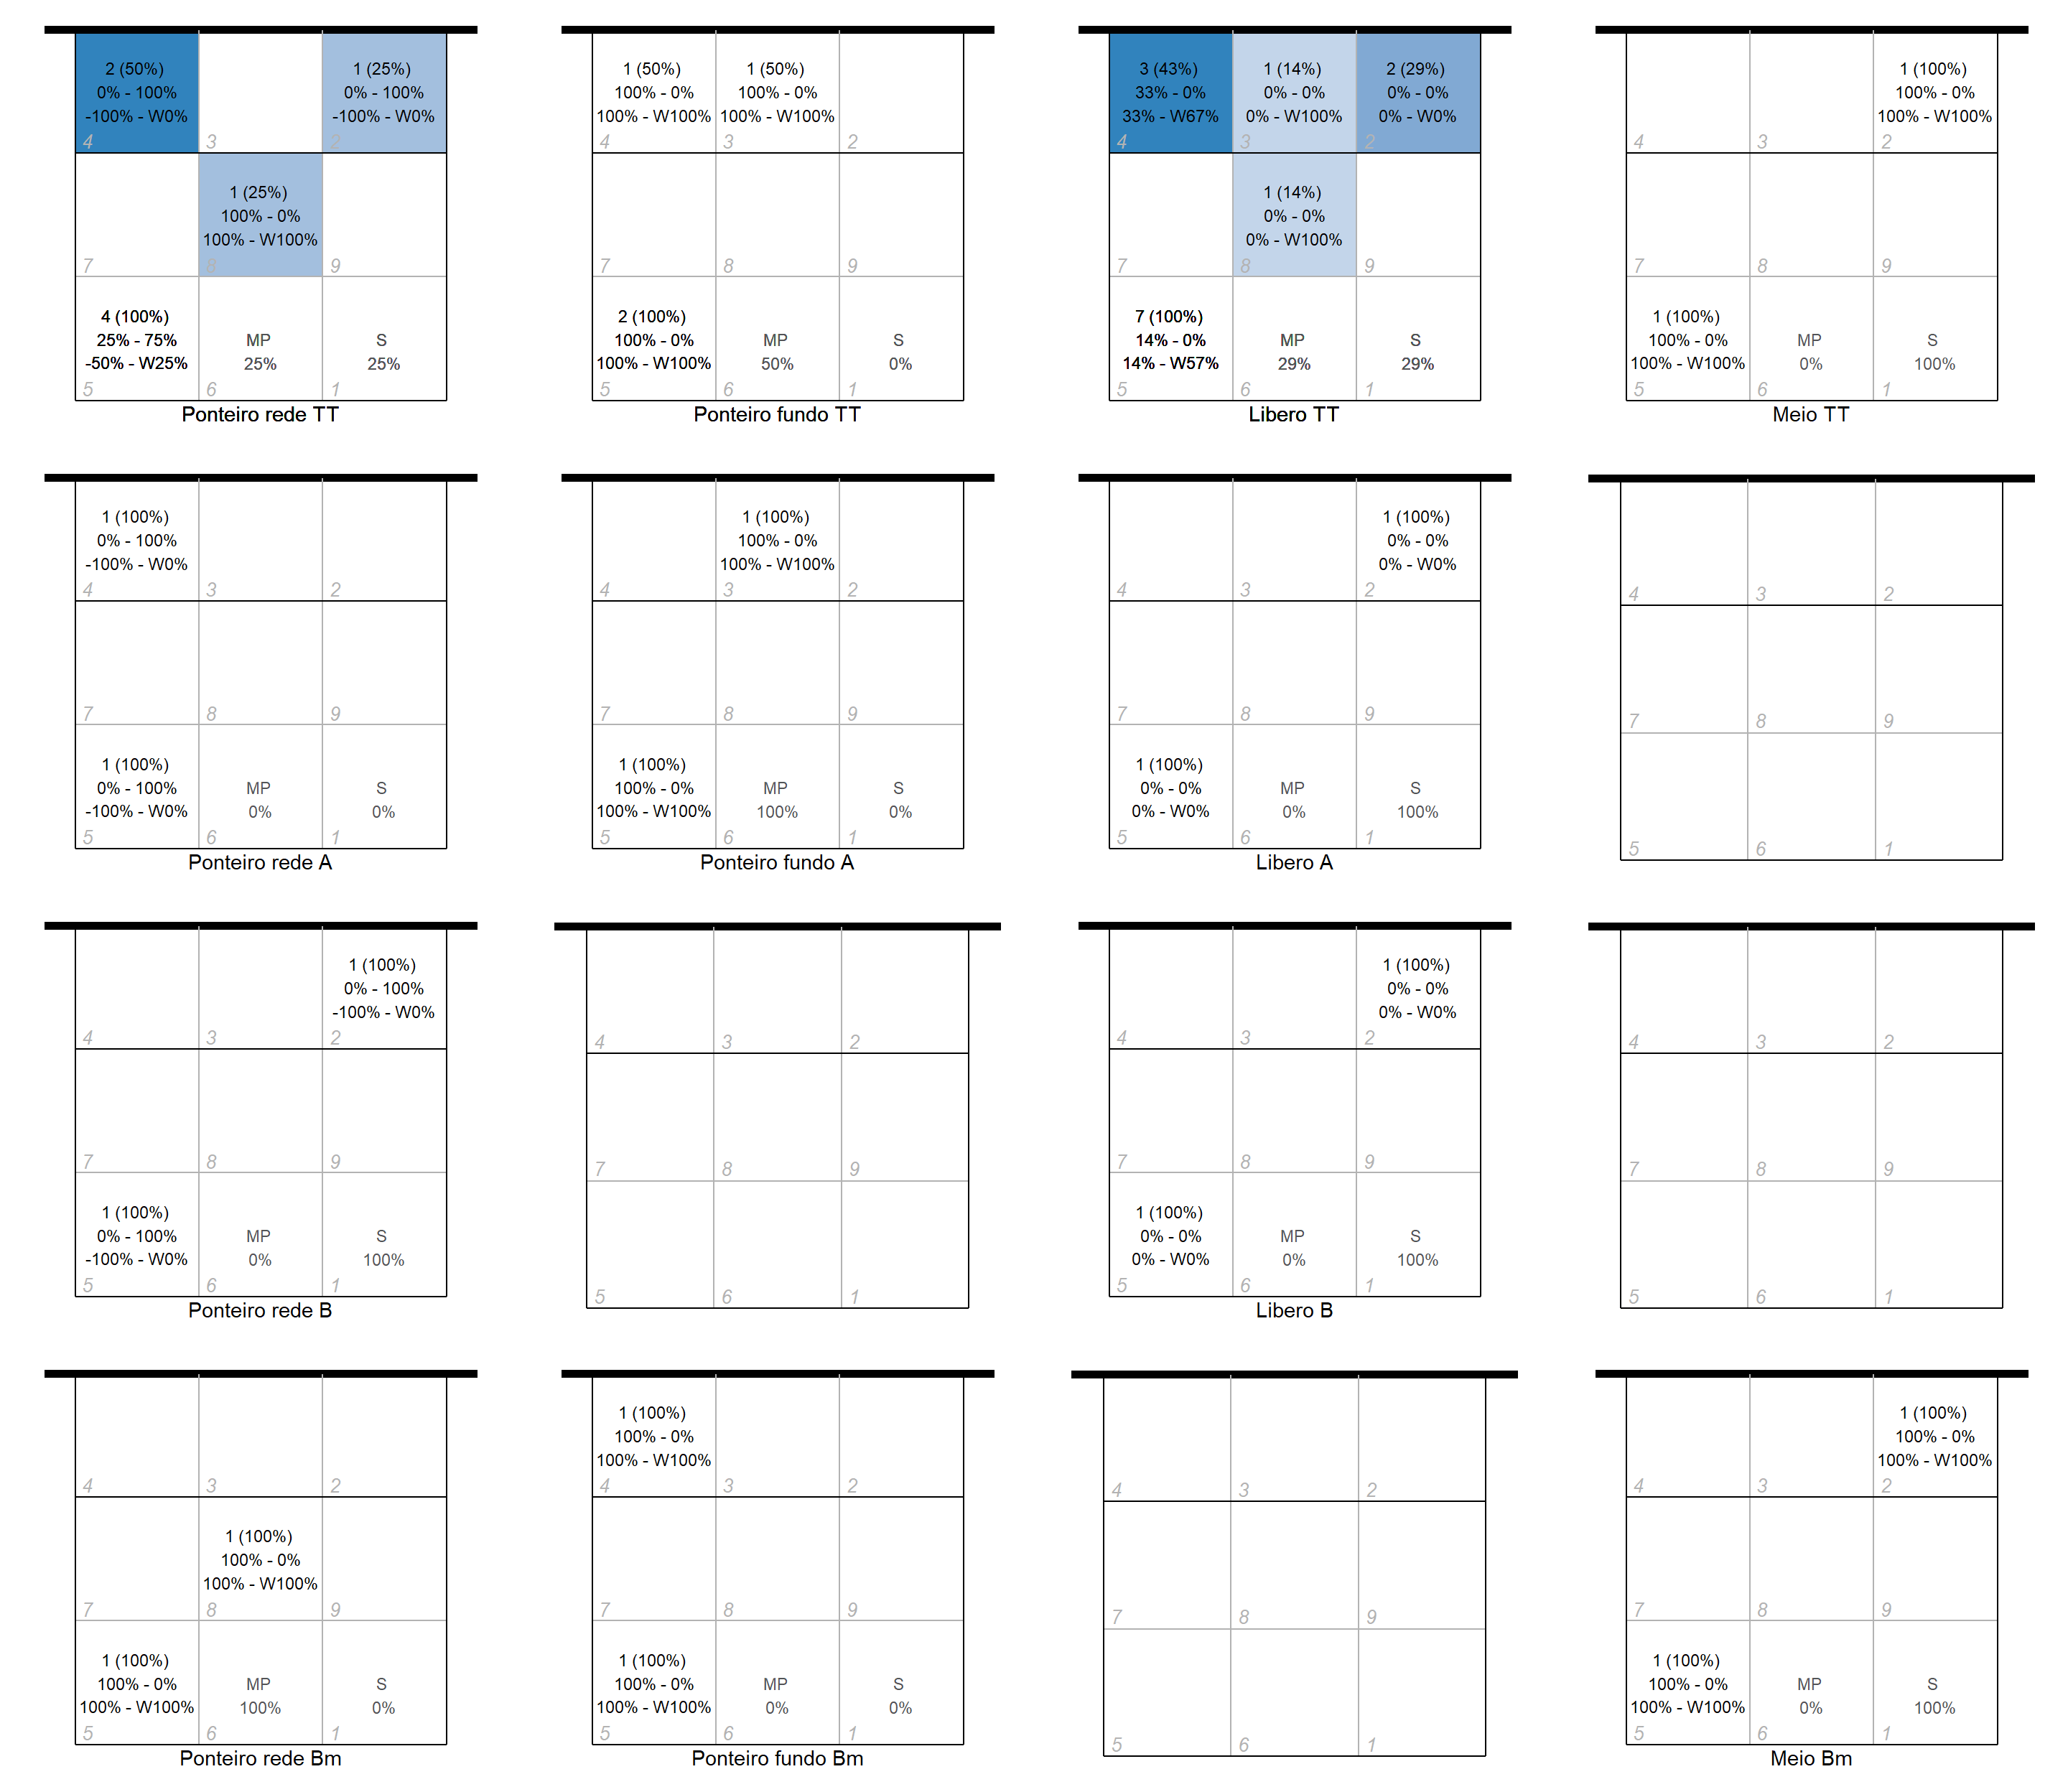 2 (50%)
0% - 100%
-100% - W0%
4
3
1 (25%)
0% - 100%
-100% - W0%
2
7
1 (25%)
100% - 0%
100% - W100%
8
9
4 (100%)
25% - 75%
-50% - W25%
5
MP
25%
6
S
25%
1
Ponteiro rede TT
1 (50%)
100% - 0%
100% - W100%
4
1 (50%)
100% - 0%
100% - W100%
3
2
7
8
9
2 (100%)
100% - 0%
100% - W100%
5
MP
50%
6
S
0%
1
Ponteiro fundo TT
3 (43%)
33% - 0%
33% - W67%
4
1 (14%)
0% - 0%
0% - W100%
3
2 (29%)
0% - 0%
0% - W0%
2
7
1 (14%)
0% - 0%
0% - W100%
8
9
7 (100%)
14% - 0%
14% - W57%
5
MP
29%
6
S
29%
1
Libero TT
4
3
1 (100%)
100% - 0%
100% - W100%
2
7
8
9
1 (100%)
100% - 0%
100% - W100%
5
MP
0%
6
S
100%
1
Meio TT
1 (100%)
0% - 100%
-100% - W0%
4
3
2
7
8
9
1 (100%)
0% - 100%
-100% - W0%
5
MP
0%
6
S
0%
1
Ponteiro rede A
4
1 (100%)
100% - 0%
100% - W100%
3
2
7
8
9
1 (100%)
100% - 0%
100% - W100%
5
MP
100%
6
S
0%
1
Ponteiro fundo A
4
3
1 (100%)
0% - 0%
0% - W0%
2
7
8
9
1 (100%)
0% - 0%
0% - W0%
5
MP
0%
6
S
100%
1
Libero A
4
3
2
7
8
9
5
6
1
4
3
1 (100%)
0% - 100%
-100% - W0%
2
7
8
9
1 (100%)
0% - 100%
-100% - W0%
5
MP
0%
6
S
100%
1
Ponteiro rede B
4
3
2
7
8
9
5
6
1
4
3
1 (100%)
0% - 0%
0% - W0%
2
7
8
9
1 (100%)
0% - 0%
0% - W0%
5
MP
0%
6
S
100%
1
Libero B
4
3
2
7
8
9
5
6
1
4
3
2
7
1 (100%)
100% - 0%
100% - W100%
8
9
1 (100%)
100% - 0%
100% - W100%
5
MP
100%
6
S
0%
1
Ponteiro rede Bm
1 (100%)
100% - 0%
100% - W100%
4
3
2
7
8
9
1 (100%)
100% - 0%
100% - W100%
5
MP
0%
6
S
0%
1
Ponteiro fundo Bm
4
3
2
7
8
9
5
6
1
4
3
1 (100%)
100% - 0%
100% - W100%
2
7
8
9
1 (100%)
100% - 0%
100% - W100%
5
MP
0%
6
S
100%
1
Meio Bm